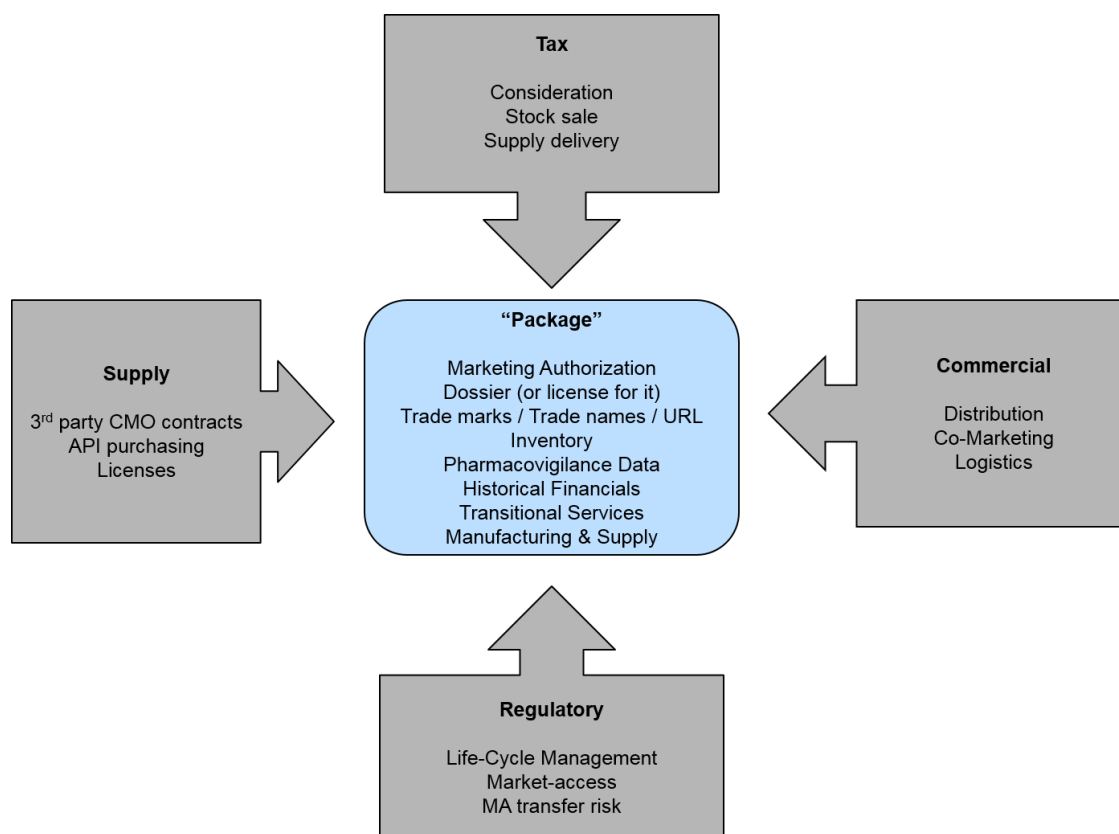 Tax
Consideration
Stock sale
Supply delivery
Supply
3rd party CMO contracts
API purchasing
Licenses
“Package”
Marketing Authorization
Dossier (or license for it)
Trade marks / Trade names / URL
Inventory
Pharmacovigilance Data
Historical Financials
Transitional Services
Manufacturing & Supply
Commercial
Distribution
Co-Marketing
Logistics
Regulatory
Life-Cycle Management
Market-access
MA transfer risk